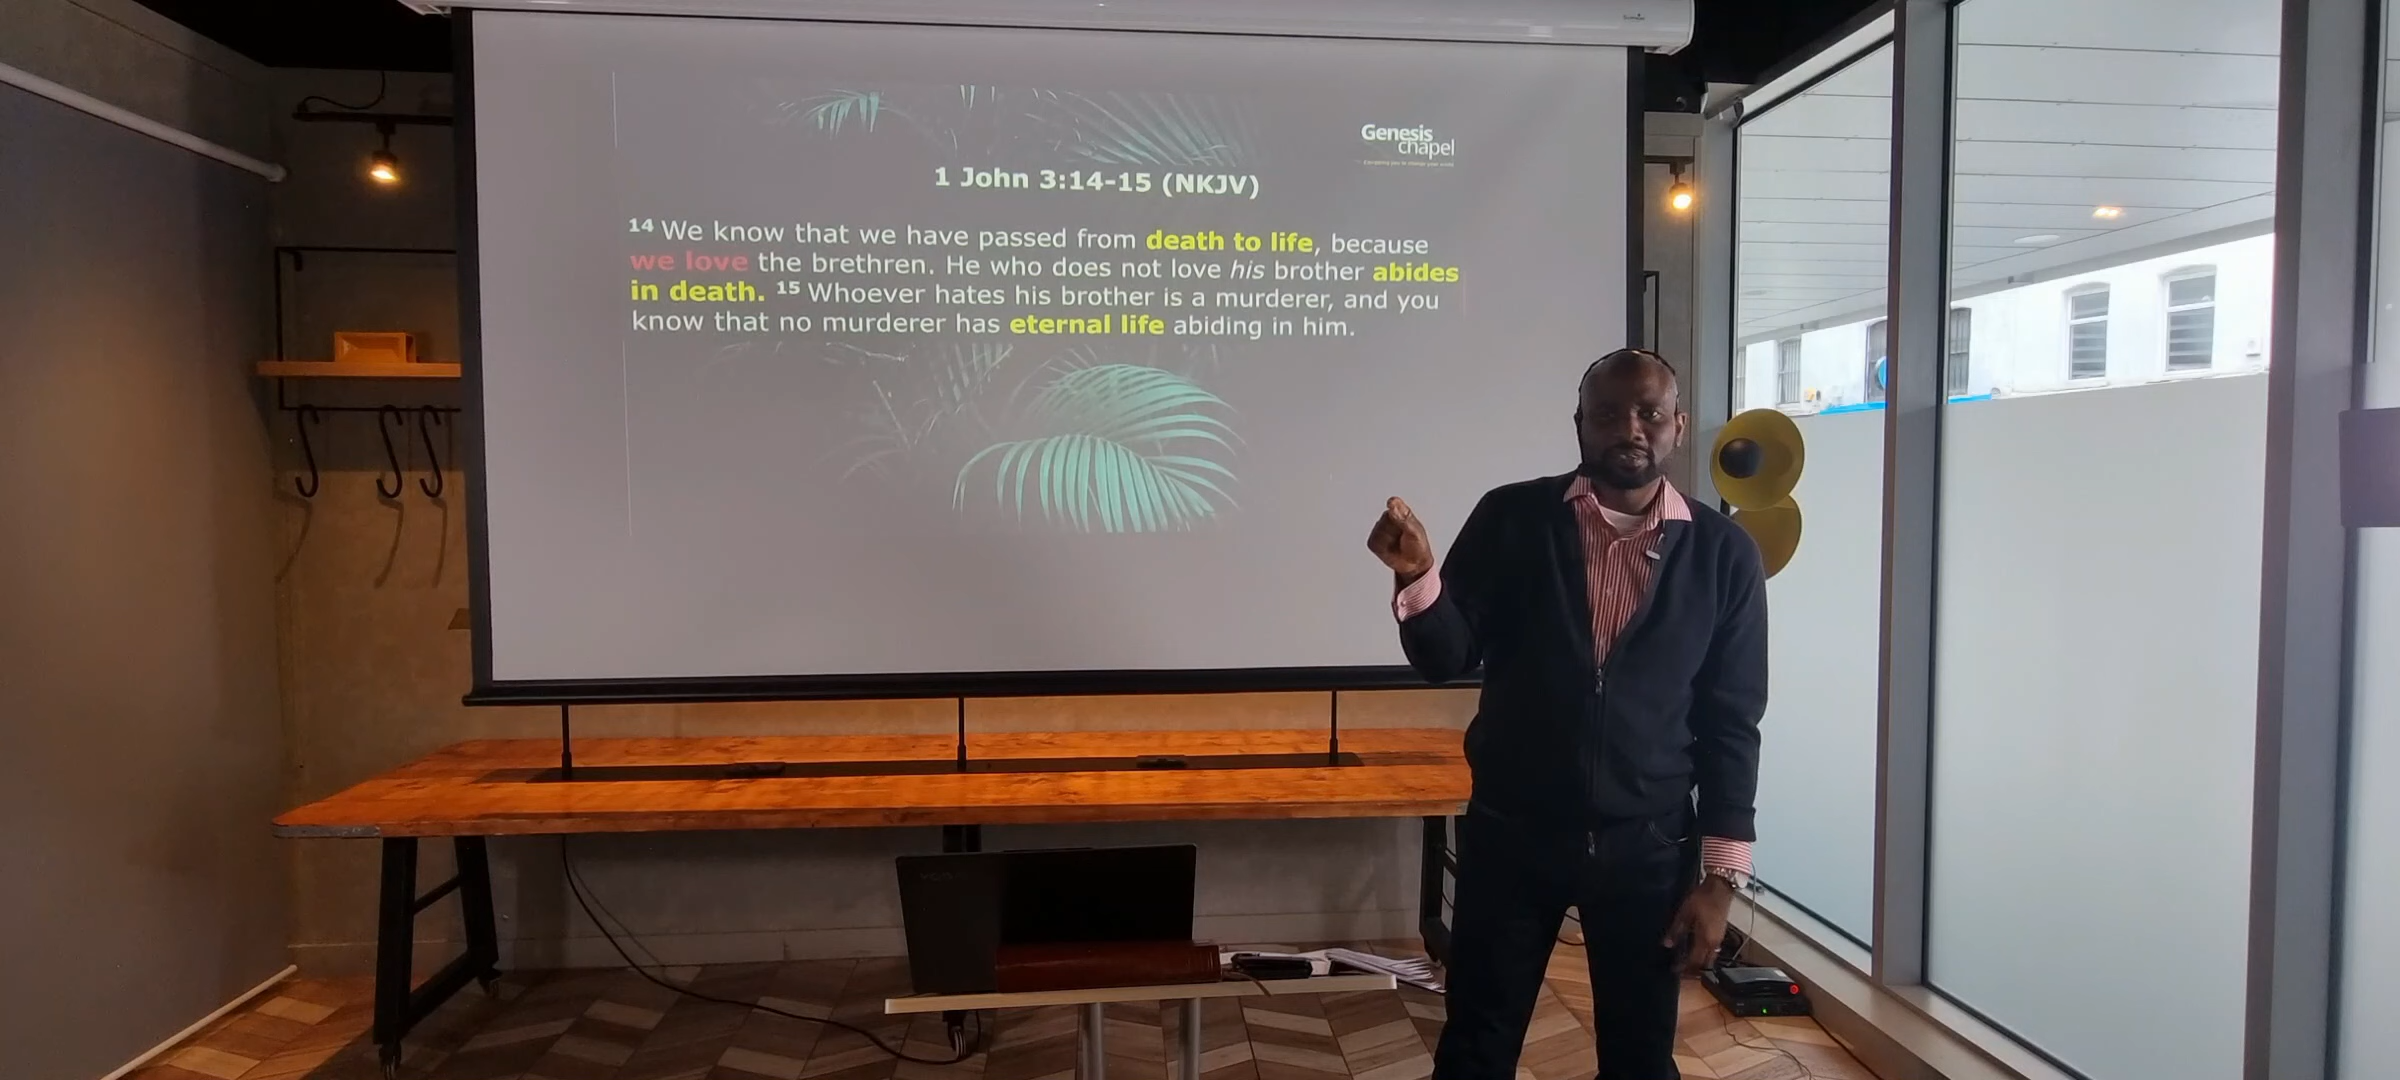 Genesis
chapel
1 John 3:14-15 (NKJV)
14 We know that we have passed from death to life, because
we love the brethren. He who does not love his brother abides
in death. 15 Whoever hates his brother is a murderer, and you
know that no murderer has eternal life abiding in him.